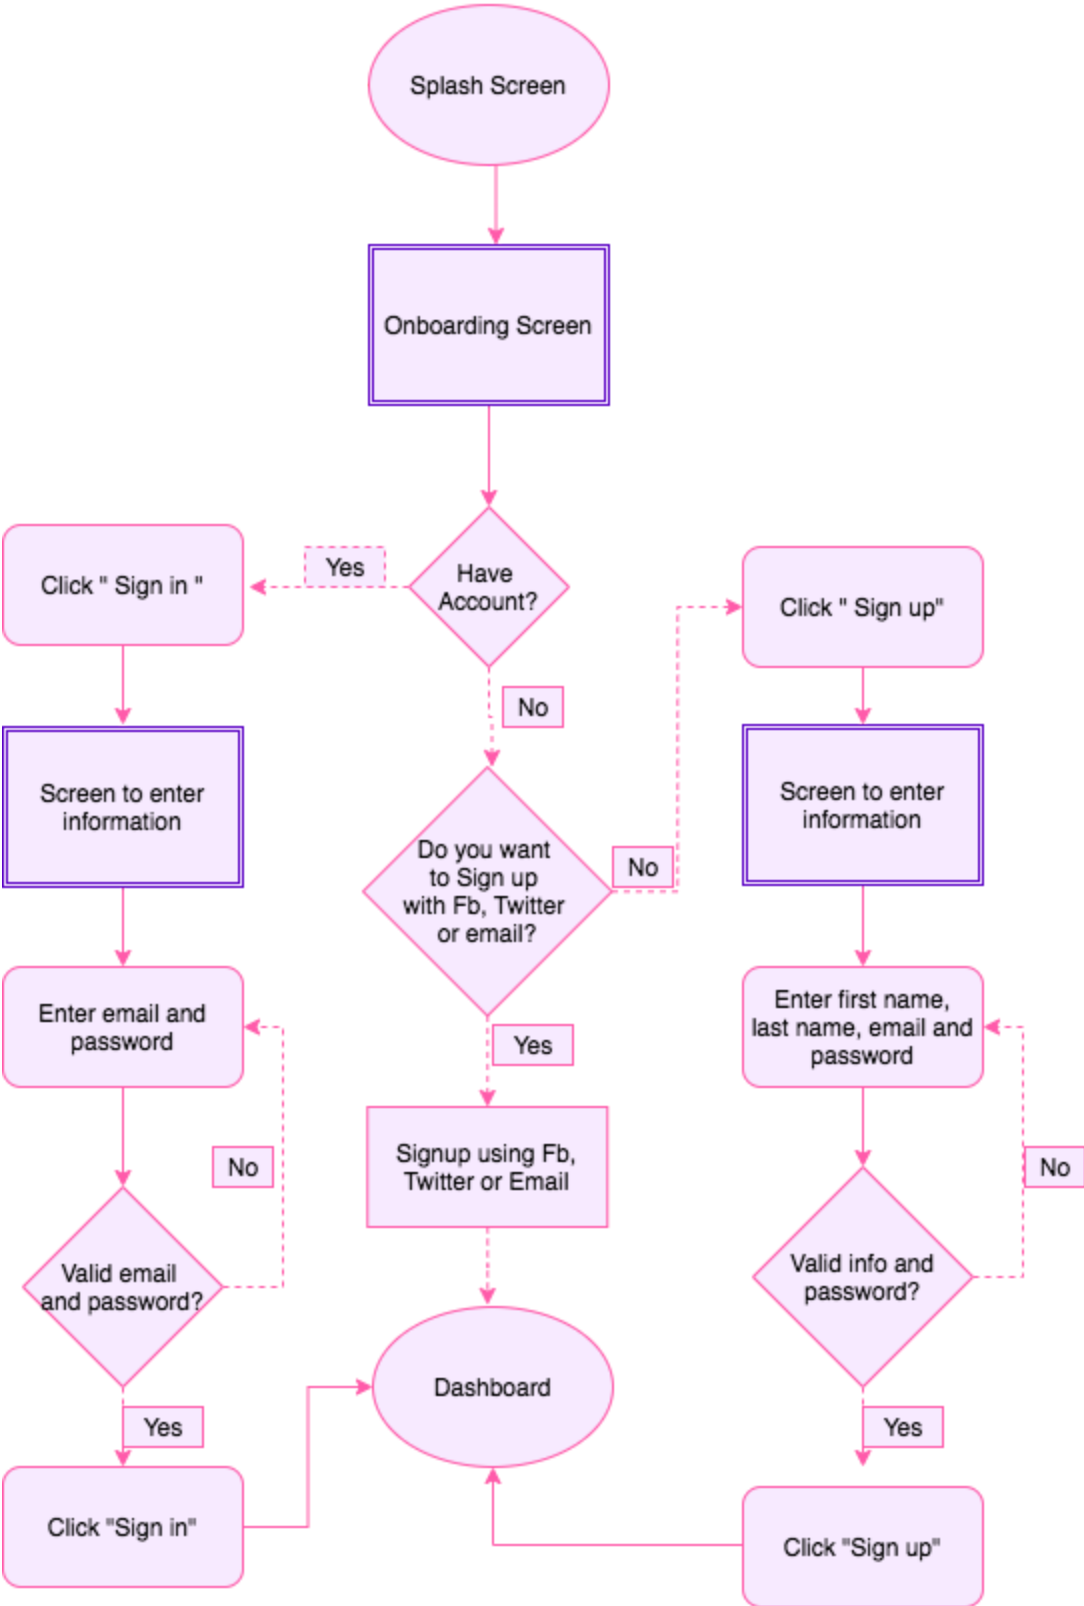 Splash Screen
Onboarding Screen
Have
Account?
Yes
Click " Sign in "
Screen to enter
information
Enter email and
password
No
Valid email
and password?
Yes
Click "Sign in"
No
Do you want
to Sign up
with Fb, Twitter
or email?
Yes
Signup using Fb,
Twitter or Email
Dashboard
No
Click " Sign up"
Screen to enter
information
Enter first name,
last name, email and
password
No
Valid info and
password?
Yes
Click "Sign up"